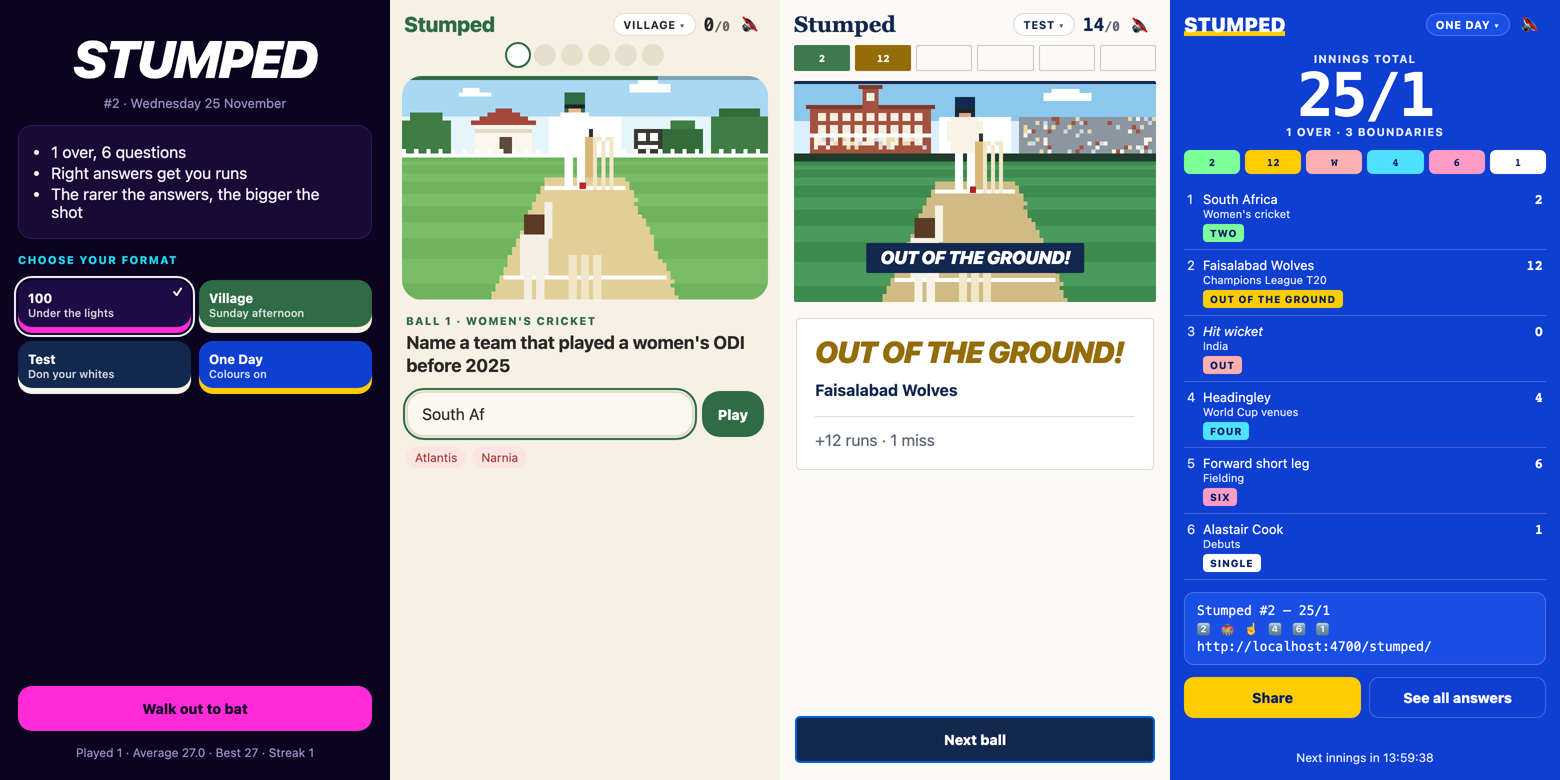 STUMPED
#2 · Wednesday 25 November
• 1 over, 6 questions
• Right answers get you runs
• The rarer the answers, the bigger the
shot
CHOOSE YOUR FORMAT
100
Under the lights
Village
Sunday afternoon
Test
Don your whites
One Day
Colours on
Walk out to bat
Played 1 · Average 27.0 · Best 27 · Streak 1
Stumped
VILLAGE ▾
0/0
BALL 1 · WOMEN'S CRICKET
Name a team that played a women's ODI
before 2025
South Af
Play
Atlantis
Narnia
Stumped
TEST ▾
14/0
2
12
OUT OF THE GROUND!
OUT OF THE GROUND!
Faisalabad Wolves
+12 runs · 1 miss
Next ball
STUMPED
ONE DAY ▾
INNINGS TOTAL
25/1
1 OVER · 3 BOUNDARIES
2 12 W 4 6 1
1 South Africa 2
Women's cricket
TWO
2 Faisalabad Wolves 12
Champions League T20
OUT OF THE GROUND
3 Hit wicket 0
India
OUT
4 Headingley 4
World Cup venues
FOUR
5 Forward short leg 6
Fielding
SIX
6 Alastair Cook 1
Debuts
SINGLE
Stumped #2 — 25/1
2️⃣ 🏟️ ☝️ 4️⃣ 6️⃣ 1️⃣
http://localhost:4700/stumped/
Share
See all answers
Next innings in 13:59:38